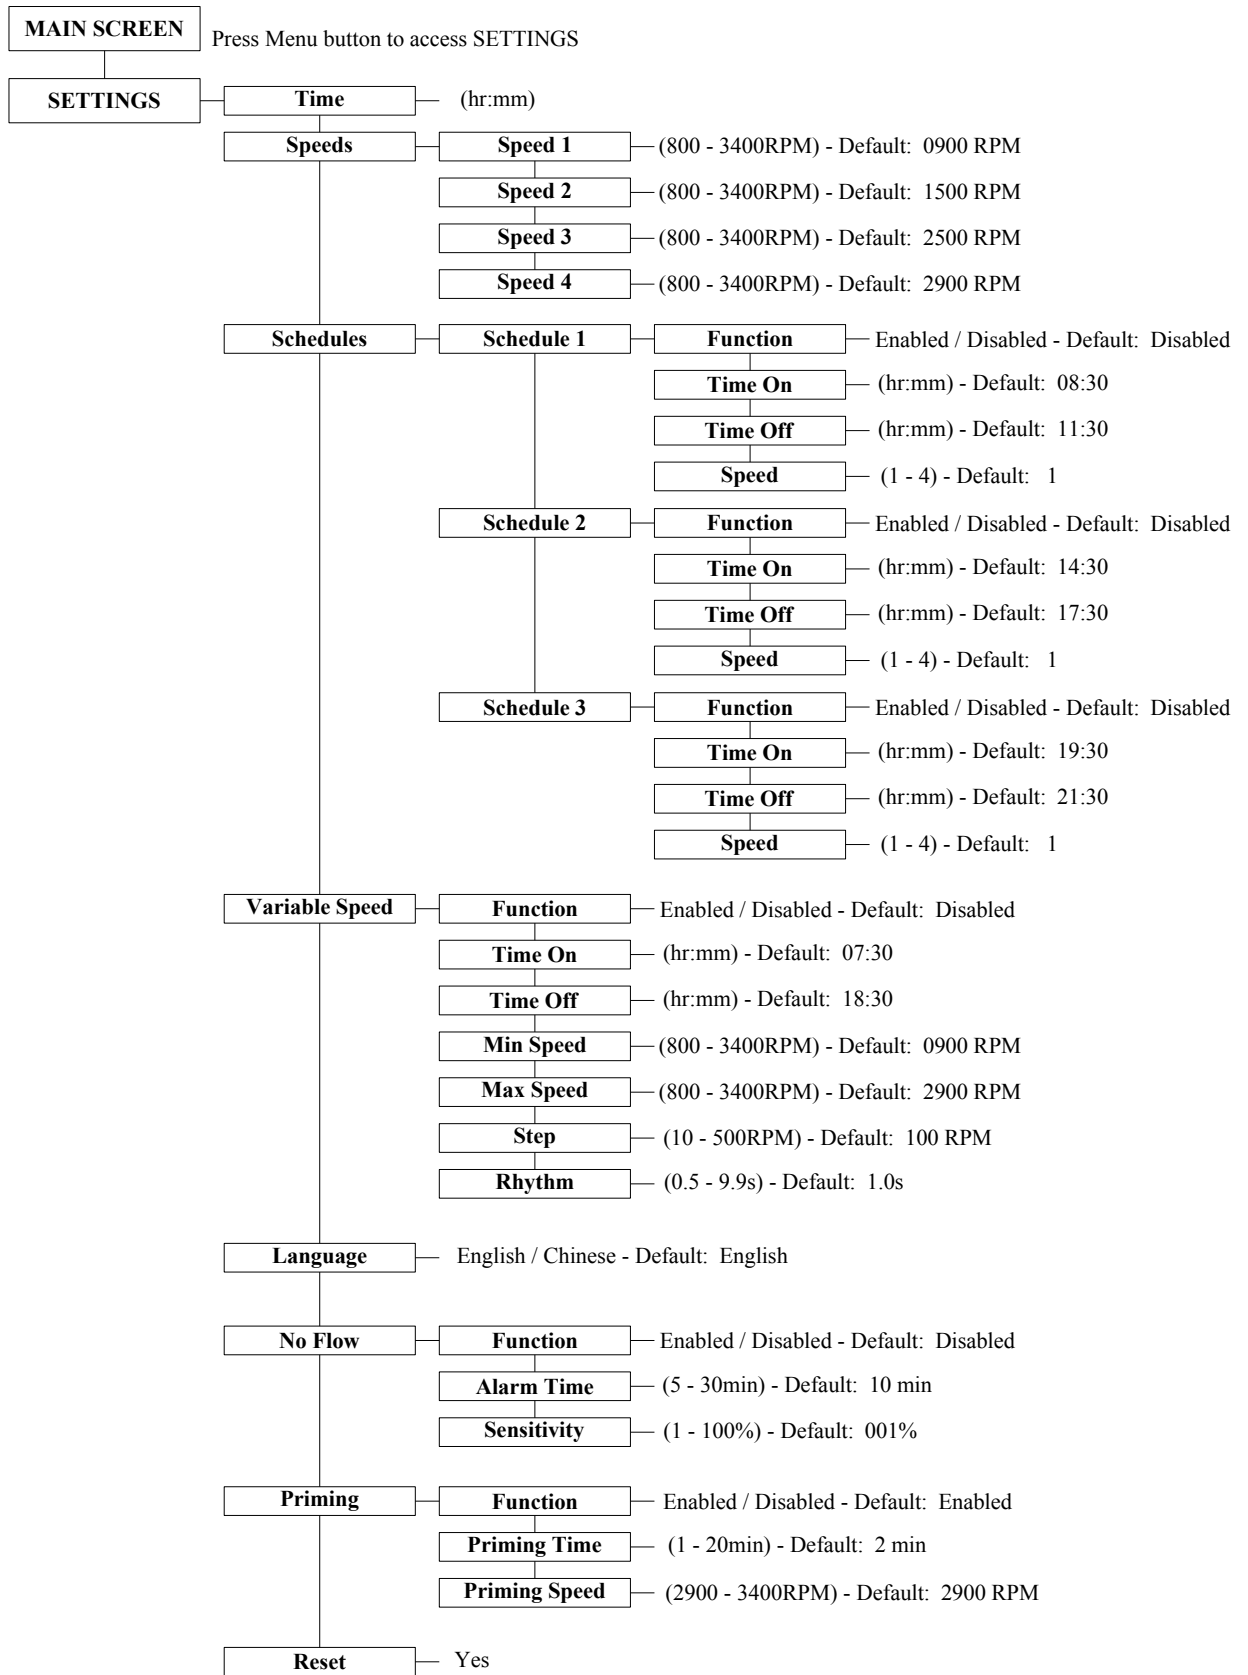 MAIN SCREEN Press Menu button to access SETTINGS
SETTINGS Time (hr:mm)
Speeds Speed 1 (800 - 3400RPM) - Default: 0900 RPM
Speed 2 (800 - 3400RPM) - Default: 1500 RPM
Speed 3 (800 - 3400RPM) - Default: 2500 RPM
Speed 4 (800 - 3400RPM) - Default: 2900 RPM
Schedules Schedule 1 Function Enabled / Disabled - Default: Disabled
Time On (hr:mm) - Default: 08:30
Time Off (hr:mm) - Default: 11:30
Speed (1 - 4) - Default: 1
Schedule 2 Function Enabled / Disabled - Default: Disabled
Time On (hr:mm) - Default: 14:30
Time Off (hr:mm) - Default: 17:30
Speed (1 - 4) - Default: 1
Schedule 3 Function Enabled / Disabled - Default: Disabled
Time On (hr:mm) - Default: 19:30
Time Off (hr:mm) - Default: 21:30
Speed (1 - 4) - Default: 1
Variable Speed Function Enabled / Disabled - Default: Disabled
Time On (hr:mm) - Default: 07:30
Time Off (hr:mm) - Default: 18:30
Min Speed (800 - 3400RPM) - Default: 0900 RPM
Max Speed (800 - 3400RPM) - Default: 2900 RPM
Step (10 - 500RPM) - Default: 100 RPM
Rhythm (0.5 - 9.9s) - Default: 1.0s
Language English / Chinese - Default: English
No Flow Function Enabled / Disabled - Default: Disabled
Alarm Time (5 - 30min) - Default: 10 min
Sensitivity (1 - 100%) - Default: 001%
Priming Function Enabled / Disabled - Default: Enabled
Priming Time (1 - 20min) - Default: 2 min
Priming Speed (2900 - 3400RPM) - Default: 2900 RPM
Reset Yes